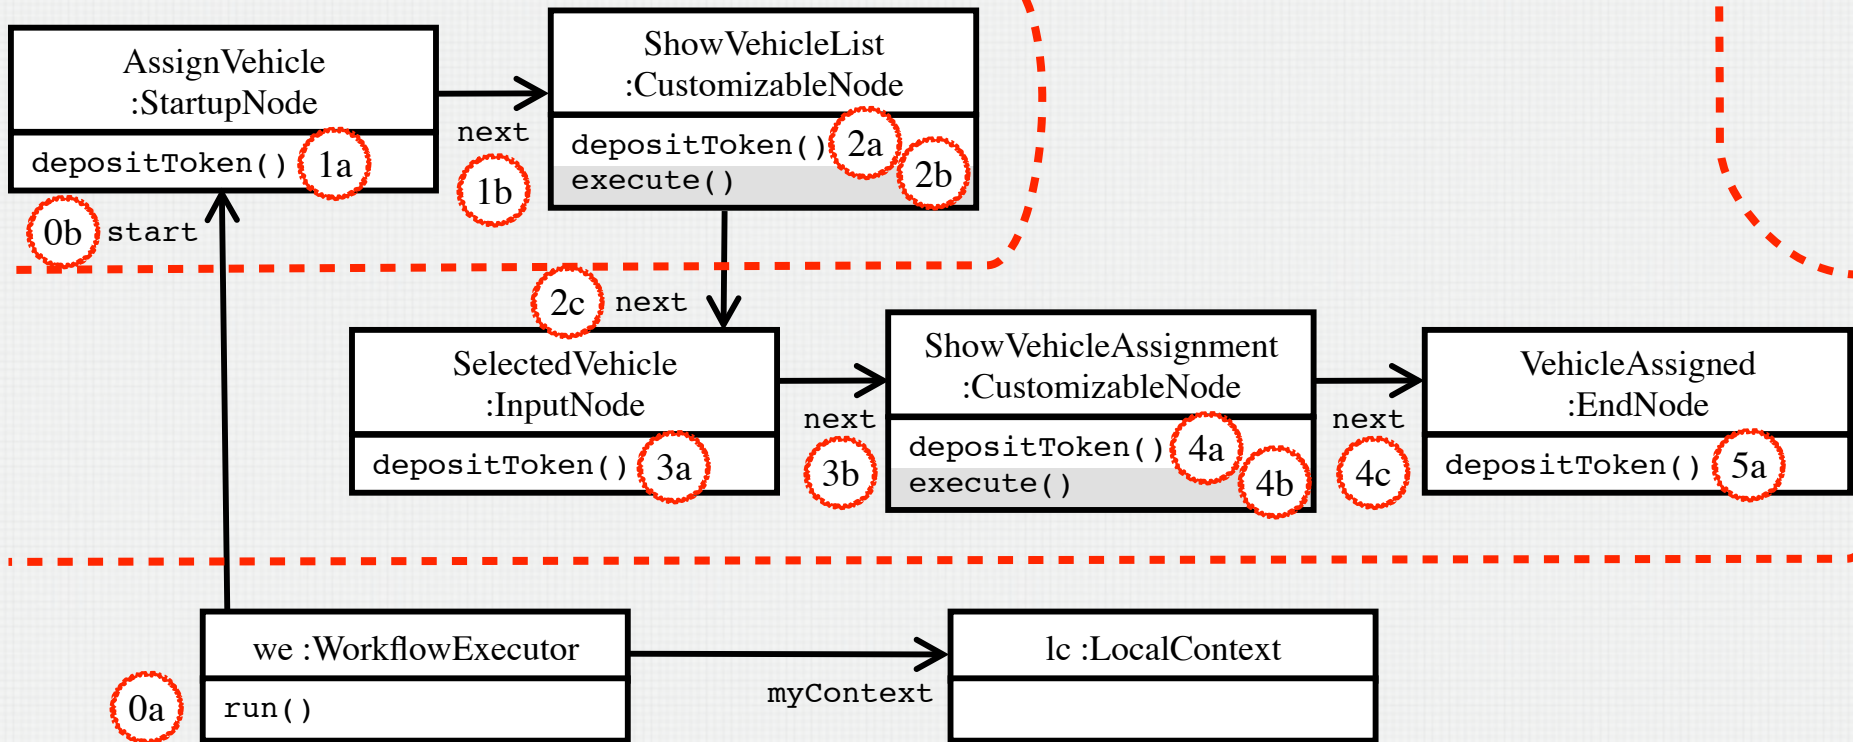 AssignVehicle
:StartupNode
depositToken() 1a
ShowVehicleList
:CustomizableNode
depositToken() 2a
execute() 2b
next
1b
0b start
2c next
SelectedVehicle
:InputNode
depositToken() 3a
next
3b
ShowVehicleAssignment
:CustomizableNode
depositToken() 4a
execute() 4b
next
4c
VehicleAssigned
:EndNode
depositToken() 5a
we :WorkflowExecutor
0a run()
myContext
lc :LocalContext